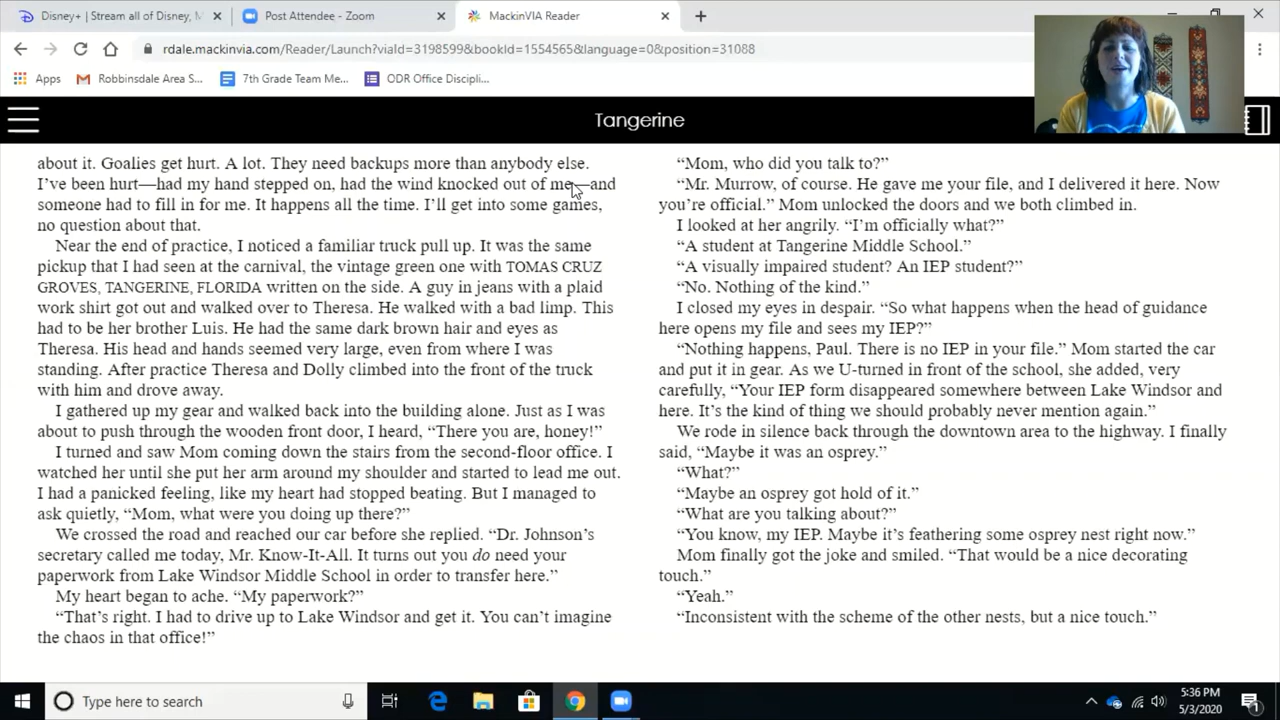 Disney+ | Stream all of Disney, M
Post Attendee - Zoom
MackinVIA Reader
rdale.mackinvia.com/Reader/Launch?viaId=3198599&bookId=1554565&language=0&position=31088
Apps
Robbinsdale Area S...
7th Grade Team Me...
ODR Office Discipli...
Tangerine
about it. Goalies get hurt. A lot. They need backups more than anybody else.
I’ve been hurt—had my hand stepped on, had the wind knocked out of me—and
someone had to fill in for me. It happens all the time. I’ll get into some games,
no question about that.
Near the end of practice, I noticed a familiar truck pull up. It was the same
pickup that I had seen at the carnival, the vintage green one with TOMAS CRUZ
GROVES, TANGERINE, FLORIDA written on the side. A guy in jeans with a plaid
work shirt got out and walked over to Theresa. He walked with a bad limp. This
had to be her brother Luis. He had the same dark brown hair and eyes as
Theresa. His head and hands seemed very large, even from where I was
standing. After practice Theresa and Dolly climbed into the front of the truck
with him and drove away.
I gathered up my gear and walked back into the building alone. Just as I was
about to push through the wooden front door, I heard, “There you are, honey!”
I turned and saw Mom coming down the stairs from the second-floor office. I
watched her until she put her arm around my shoulder and started to lead me out.
I had a panicked feeling, like my heart had stopped beating. But I managed to
ask quietly, “Mom, what were you doing up there?”
We crossed the road and reached our car before she replied. “Dr. Johnson’s
secretary called me today, Mr. Know-It-All. It turns out you do need your
paperwork from Lake Windsor Middle School in order to transfer here.”
My heart began to ache. “My paperwork?”
“That’s right. I had to drive up to Lake Windsor and get it. You can’t imagine
the chaos in that office!”
“Mom, who did you talk to?”
“Mr. Murrow, of course. He gave me your file, and I delivered it here. Now
you’re official.” Mom unlocked the doors and we both climbed in.
I looked at her angrily. “I’m officially what?”
“A student at Tangerine Middle School.”
“A visually impaired student? An IEP student?”
“No. Nothing of the kind.”
I closed my eyes in despair. “So what happens when the head of guidance
here opens my file and sees my IEP?”
“Nothing happens, Paul. There is no IEP in your file.” Mom started the car
and put it in gear. As we U-turned in front of the school, she added, very
carefully, “Your IEP form disappeared somewhere between Lake Windsor and
here. It’s the kind of thing we should probably never mention again.”
We rode in silence back through the downtown area to the highway. I finally
said, “Maybe it was an osprey.”
“What?”
“Maybe an osprey got hold of it.”
“What are you talking about?”
“You know, my IEP. Maybe it’s feathering some osprey nest right now.”
Mom finally got the joke and smiled. “That would be a nice decorating
touch.”
“Yeah.”
“Inconsistent with the scheme of the other nests, but a nice touch.”
Type here to search
5:36 PM
5/3/2020
1